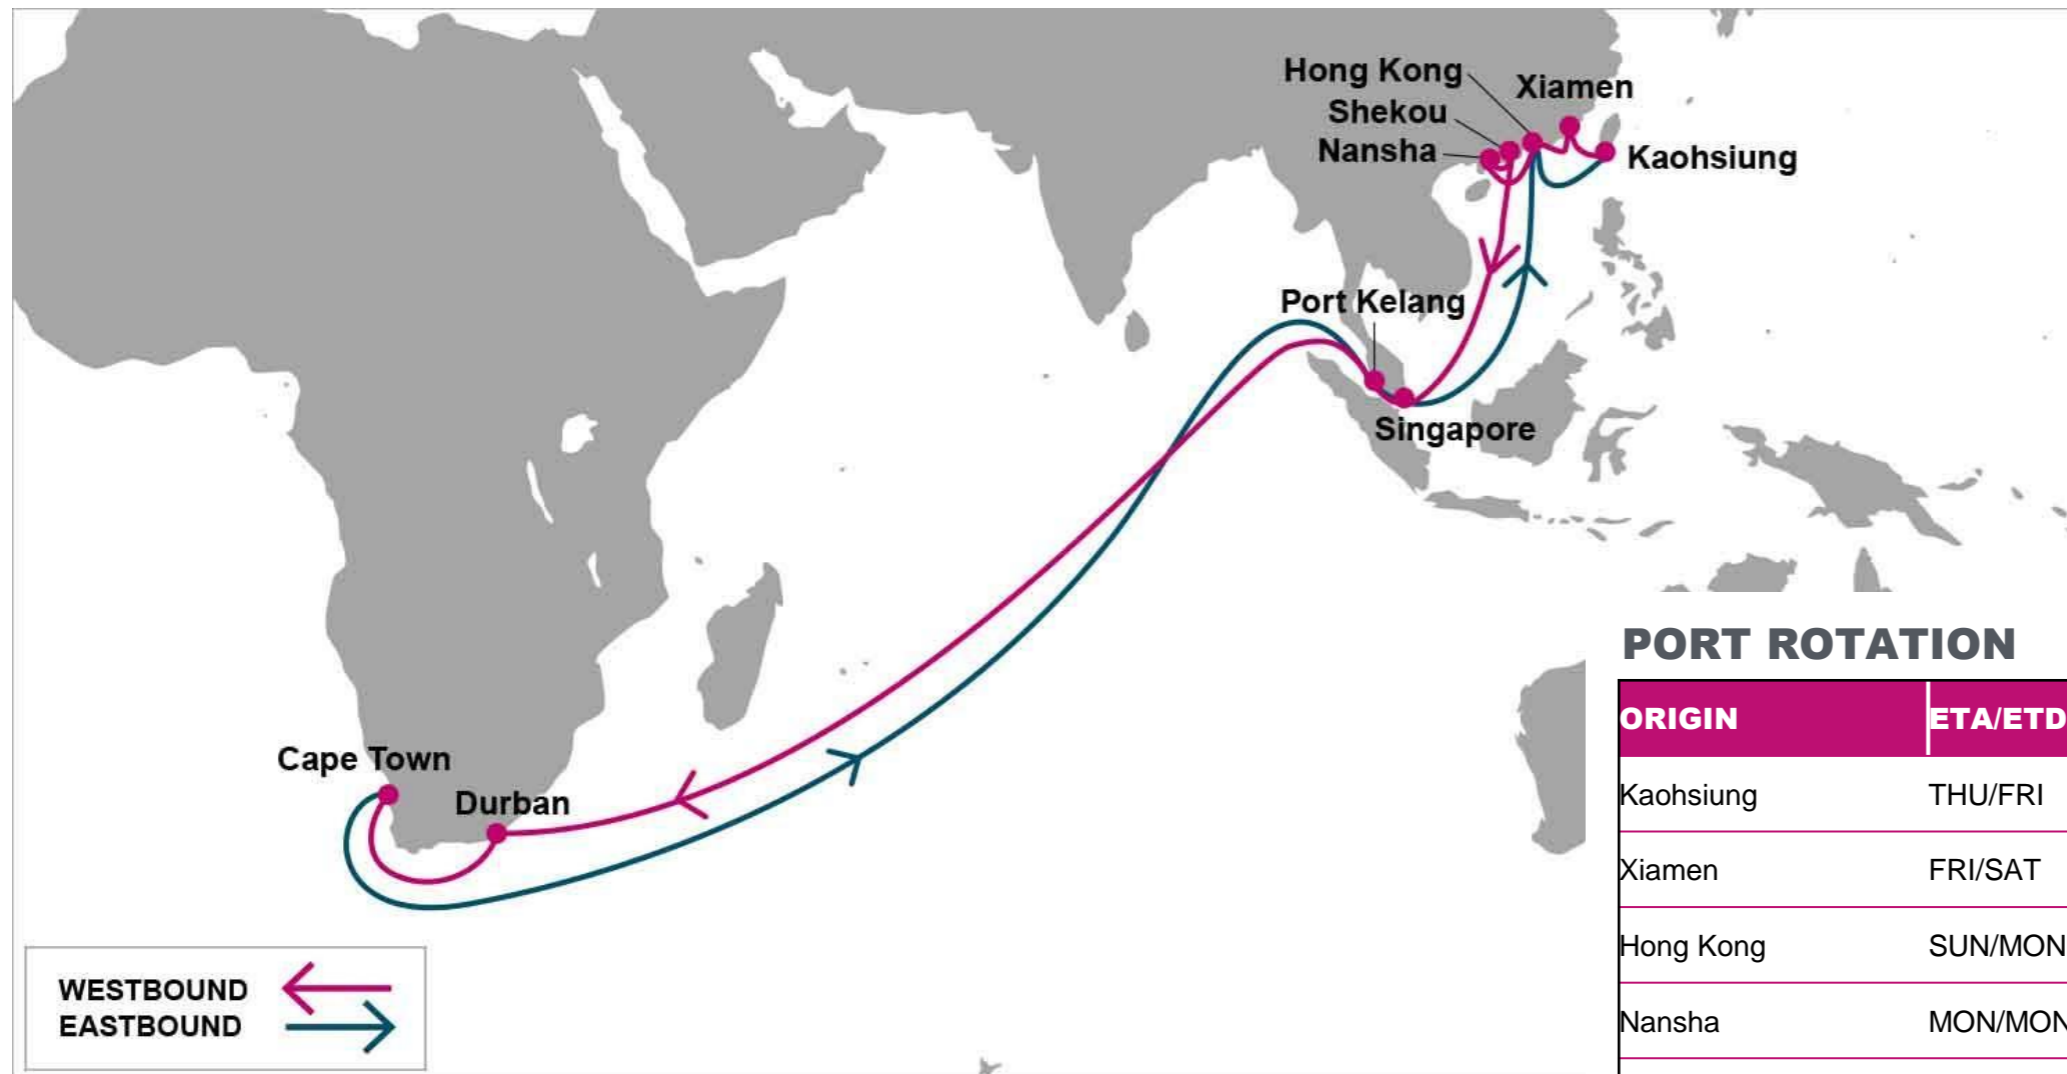 Hong Kong
Xiamen
Shekou
Nansha
Kaohsiung
Port Kelang
Singapore
Cape Town
Durban
WESTBOUND
EASTBOUND
PORT ROTATION
ORIGIN ETA/ETD
Kaohsiung THU/FRI
Xiamen FRI/SAT
Hong Kong SUN/MON
Nansha MON/MON